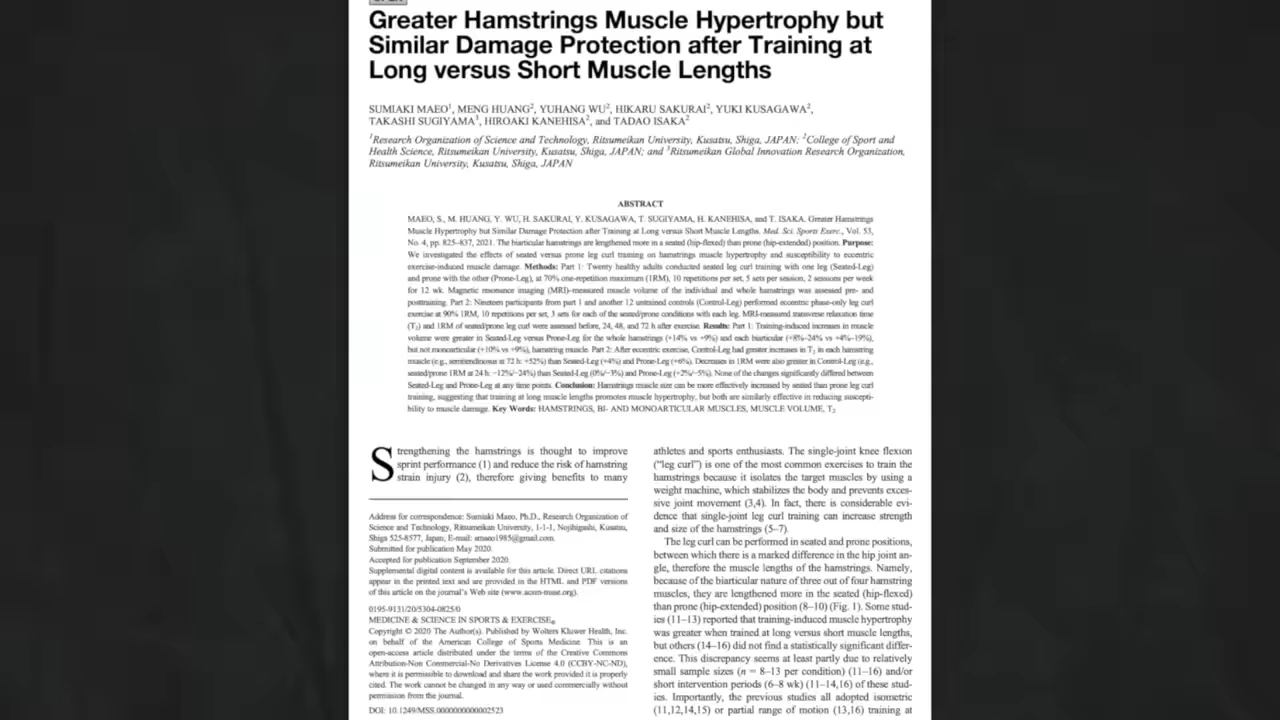 Greater Hamstrings Muscle Hypertrophy but
Similar Damage Protection after Training at
Long versus Short Muscle Lengths
SUMIAKI MAEO¹, MENG HUANG², YUHANG WU², HIKARU SAKURAI², YUKI KUSAGAWA²,
TAKASHI SUGIYAMA³, HIROAKI KANEHISA², and TADAO ISAKA²
¹Research Organization of Science and Technology, Ritsumeikan University, Kusatsu, Shiga, JAPAN; ²College of Sport and
Health Science, Ritsumeikan University, Kusatsu, Shiga, JAPAN; and ³Ritsumeikan Global Innovation Research Organization,
Ritsumeikan University, Kusatsu, Shiga, JAPAN
ABSTRACT
MAEO, S., M. HUANG, Y. WU, H. SAKURAI, Y. KUSAGAWA, T. SUGIYAMA, H. KANEHISA, and T. ISAKA. Greater Hamstrings
Muscle Hypertrophy but Similar Damage Protection after Training at Long versus Short Muscle Lengths. Med. Sci. Sports Exerc., Vol. 53,
No. 4, pp. 825–837, 2021. The biarticular hamstrings are lengthened more in a seated (hip-flexed) than prone (hip-extended) position. Purpose:
We investigated the effects of seated versus prone leg curl training on hamstrings muscle hypertrophy and susceptibility to eccentric
exercise-induced muscle damage. Methods: Part 1: Twenty healthy adults conducted seated leg curl training with one leg (Seated-Leg)
and prone with the other (Prone-Leg), at 70% one-repetition maximum (1RM), 10 repetitions per set, 5 sets per session, 2 sessions per week
for 12 wk. Magnetic resonance imaging (MRI)-measured muscle volume of the individual and whole hamstrings was assessed pre- and
posttraining. Part 2: Nineteen participants from part 1 and another 12 untrained controls (Control-Leg) performed eccentric phase-only leg curl
exercise at 90% 1RM, 10 repetitions per set, 3 sets for each of the seated/prone conditions with each leg. MRI-measured transverse relaxation time
(T₂) and 1RM of seated/prone leg curl were assessed before, 24, 48, and 72 h after exercise. Results: Part 1: Training-induced increases in muscle
volume were greater in Seated-Leg versus Prone-Leg for the whole hamstrings (+14% vs +9%) and each biarticular (+8%–24% vs +4%–19%),
but not monoarticular (+10% vs +9%), hamstring muscle. Part 2: After eccentric exercise, Control-Leg had greater increases in T₂ in each hamstring
muscle (e.g., semitendinosus at 72 h: +52%) than Seated-Leg (+4%) and Prone-Leg (+6%). Decreases in 1RM were also greater in Control-Leg (e.g.,
seated/prone 1RM at 24 h: −12%/−24%) than Seated-Leg (0%/−3%) and Prone-Leg (+2%/−5%). None of the changes significantly differed between
Seated-Leg and Prone-Leg at any time points. Conclusion: Hamstrings muscle size can be more effectively increased by seated than prone leg curl
training, suggesting that training at long muscle lengths promotes muscle hypertrophy, but both are similarly effective in reducing suscepti-
bility to muscle damage. Key Words: HAMSTRINGS, BI- AND MONOARTICULAR MUSCLES, MUSCLE VOLUME, T₂
Strengthening the hamstrings is thought to improve
sprint performance (1) and reduce the risk of hamstring
strain injury (2), therefore giving benefits to many
Address for correspondence: Sumiaki Maeo, Ph.D., Research Organization of
Science and Technology, Ritsumeikan University, 1-1-1, Nojihigashi, Kusatsu,
Shiga 525-8577, Japan, E-mail: smaeo1985@gmail.com.
Submitted for publication May 2020.
Accepted for publication September 2020.
Supplemental digital content is available for this article. Direct URL citations
appear in the printed text and are provided in the HTML and PDF versions
of this article on the journal's Web site (www.acsm-msse.org).
0195-9131/20/5304-0825/0
MEDICINE & SCIENCE IN SPORTS & EXERCISE®
Copyright © 2020 The Author(s). Published by Wolters Kluwer Health, Inc.
on behalf of the American College of Sports Medicine. This is an
open-access article distributed under the terms of the Creative Commons
Attribution-Non Commercial-No Derivatives License 4.0 (CCBY-NC-ND),
where it is permissible to download and share the work provided it is properly
cited. The work cannot be changed in any way or used commercially without
permission from the journal.
DOI: 10.1249/MSS.0000000000002523
athletes and sports enthusiasts. The single-joint knee flexion
("leg curl") is one of the most common exercises to train the
hamstrings because it isolates the target muscles by using a
weight machine, which stabilizes the body and prevents exces-
sive joint movement (3,4). In fact, there is considerable evi-
dence that single-joint leg curl training can increase strength
and size of the hamstrings (5–7).
The leg curl can be performed in seated and prone positions,
between which there is a marked difference in the hip joint an-
gle, therefore the muscle lengths of the hamstrings. Namely,
because of the biarticular nature of three out of four hamstring
muscles, they are lengthened more in the seated (hip-flexed)
than prone (hip-extended) position (8–10) (Fig. 1). Some stud-
ies (11–13) reported that training-induced muscle hypertrophy
was greater when trained at long versus short muscle lengths,
but others (14–16) did not find a statistically significant differ-
ence. This discrepancy seems at least partly due to relatively
small sample sizes (n = 8–13 per condition) (11–16) and/or
short intervention periods (6–8 wk) (11–14,16) of these stud-
ies. Importantly, the previous studies all adopted isometric
(11,12,14,15) or partial range of motion (13,16) training at